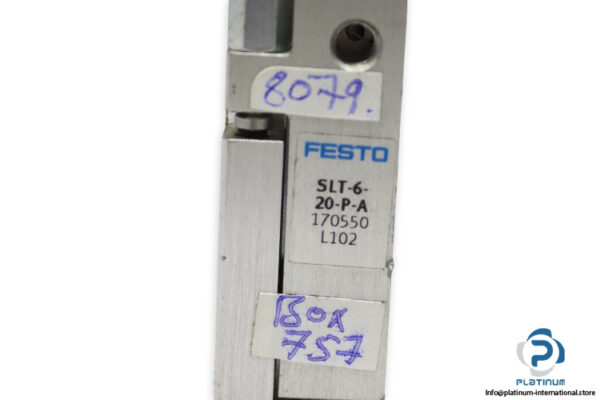 8079.
FESTO
SLT-6-
20-P-A
170550
L102
Box
757
PLATINUM
Info@platinum-international.store